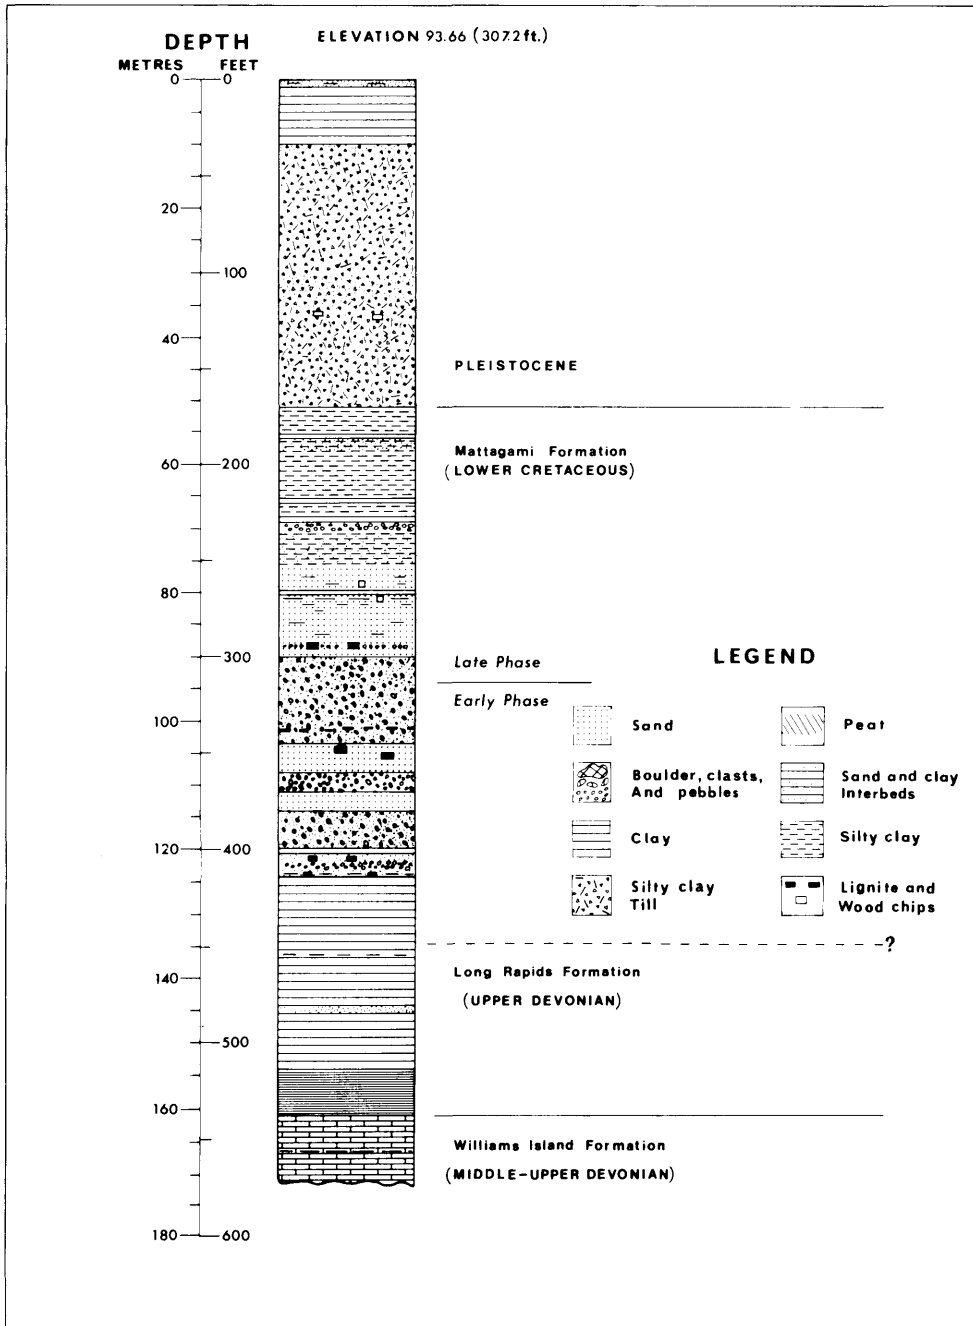 DEPTH
ELEVATION 93.66 (307.2 ft.)
METRES FEET
0 0
20
100
40
PLEISTOCENE
Mattagami Formation
60 200
(LOWER CRETACEOUS)
80
300
Late Phase
LEGEND
Early Phase
100
Sand
Peat
Boulder, clasts,
And pebbles
Sand and clay
Interbeds
Clay
Silty clay
120 400
Silty clay
Till
Lignite and
Wood chips
?
Long Rapids Formation
140
(UPPER DEVONIAN)
500
160
Williams Island Formation
(MIDDLE-UPPER DEVONIAN)
180 600